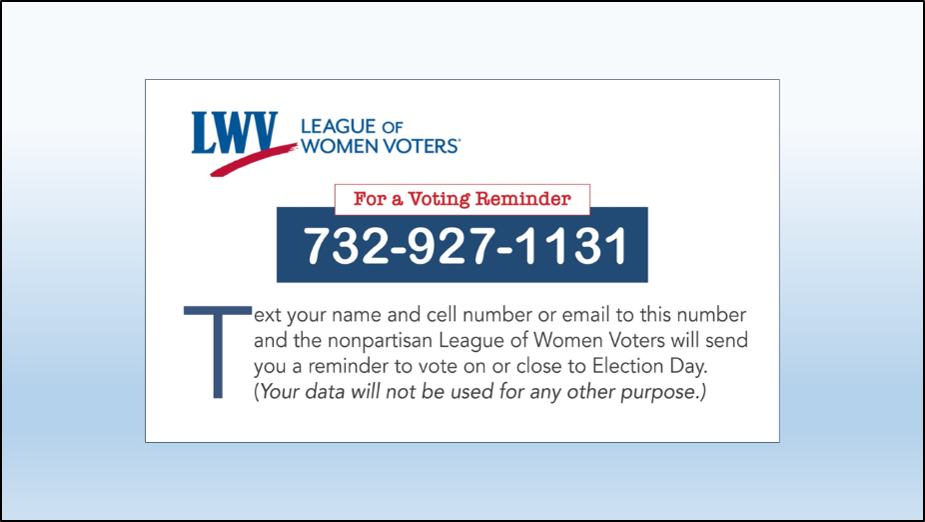 LWV LEAGUE OF
WOMEN VOTERS®
For a Voting Reminder
732-927-1131
Text your name and cell number or email to this number
and the nonpartisan League of Women Voters will send
you a reminder to vote on or close to Election Day.
(Your data will not be used for any other purpose.)